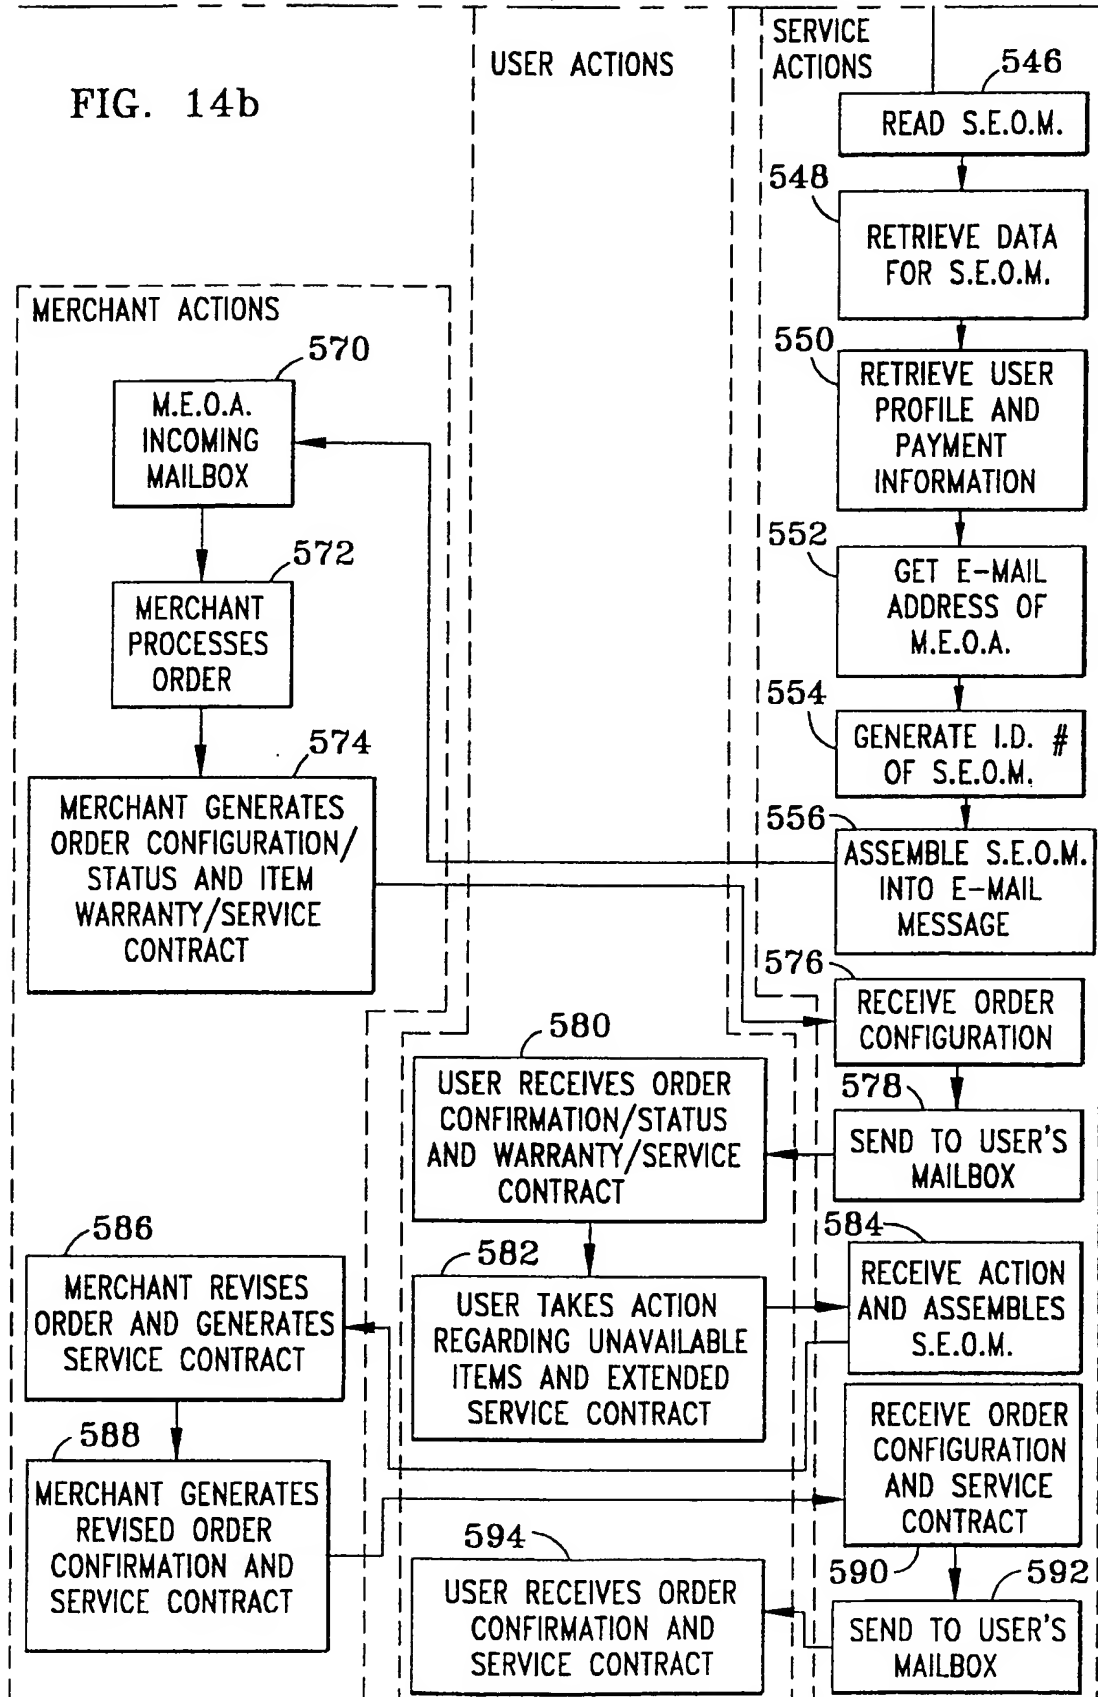 FIG. 14b
USER ACTIONS
SERVICE
ACTIONS
546
READ S.E.O.M.
548
RETRIEVE DATA
FOR S.E.O.M.
550
RETRIEVE USER
PROFILE AND
PAYMENT
INFORMATION
552
GET E-MAIL
ADDRESS OF
M.E.O.A.
554
GENERATE I.D. #
OF S.E.O.M.
556
ASSEMBLE S.E.O.M.
INTO E-MAIL
MESSAGE
MERCHANT ACTIONS
570
M.E.O.A.
INCOMING
MAILBOX
572
MERCHANT
PROCESSES
ORDER
574
MERCHANT GENERATES
ORDER CONFIGURATION/
STATUS AND ITEM
WARRANTY/SERVICE
CONTRACT
576
RECEIVE ORDER
CONFIGURATION
578
SEND TO USER'S
MAILBOX
580
USER RECEIVES ORDER
CONFIRMATION/STATUS
AND WARRANTY/SERVICE
CONTRACT
582
USER TAKES ACTION
REGARDING UNAVAILABLE
ITEMS AND EXTENDED
SERVICE CONTRACT
584
RECEIVE ACTION
AND ASSEMBLES
S.E.O.M.
586
MERCHANT REVISES
ORDER AND GENERATES
SERVICE CONTRACT
588
MERCHANT GENERATES
REVISED ORDER
CONFIRMATION AND
SERVICE CONTRACT
RECEIVE ORDER
CONFIGURATION
AND SERVICE
CONTRACT
590
592
SEND TO USER'S
MAILBOX
594
USER RECEIVES ORDER
CONFIRMATION AND
SERVICE CONTRACT